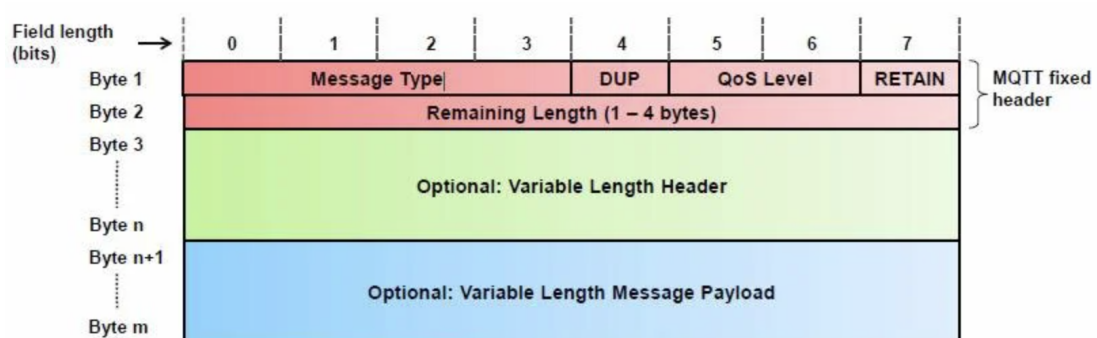 Field length
(bits)
0 1 2 3 4 5 6 7
Byte 1 Message Type DUP QoS Level RETAIN MQTT fixed
header
Byte 2 Remaining Length (1 – 4 bytes)
Byte 3
Optional: Variable Length Header
Byte n
Byte n+1
Optional: Variable Length Message Payload
Byte m